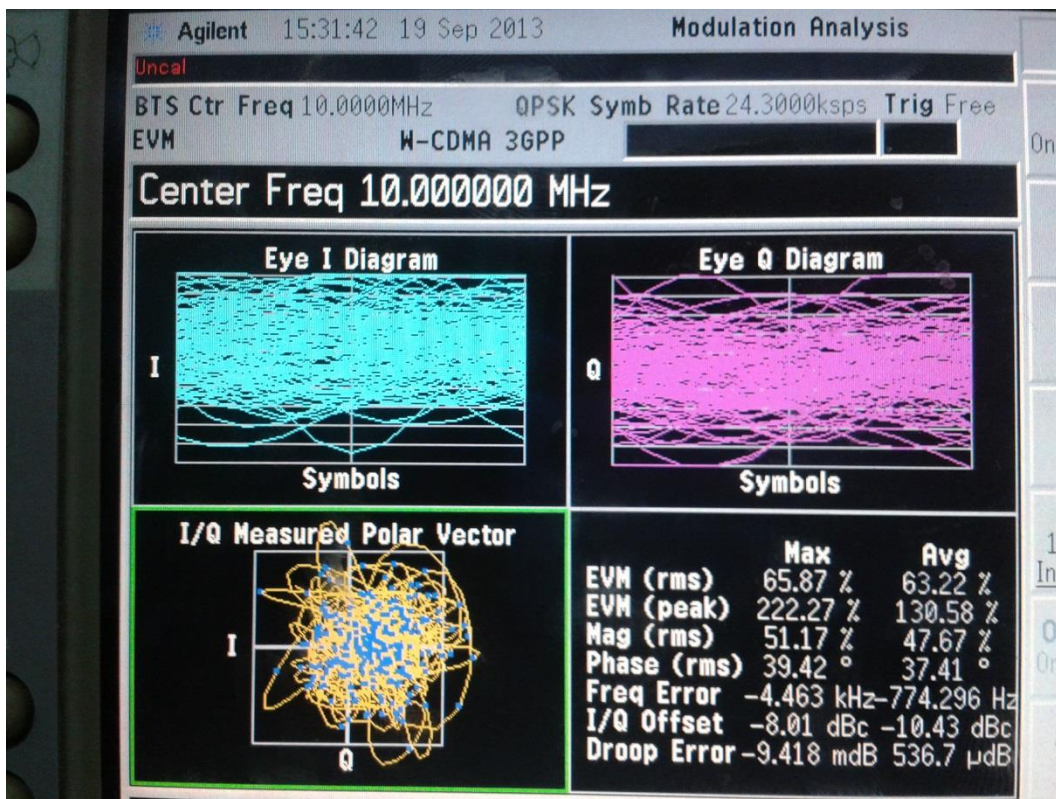 Agilent 15:31:42 19 Sep 2013 Modulation Analysis
Uncal
BTS Ctr Freq 10.0000MHz QPSK Symb Rate 24.3000ksps Trig Free
EVM W-CDMA 3GPP
On
Center Freq 10.000000 MHz
Eye I Diagram
I
Symbols
Eye Q Diagram
Q
Symbols
I/Q Measured Polar Vector
I
Q
Max Avg
EVM (rms) 65.87 % 63.22 %
EVM (peak) 222.27 % 130.58 %
Mag (rms) 51.17 % 47.67 %
Phase (rms) 39.42 ° 37.41 °
Freq Error -4.463 kHz -774.296 Hz
I/Q Offset -8.01 dBc -10.43 dBc
Droop Error -9.418 mdB 536.7 µdB
1
In